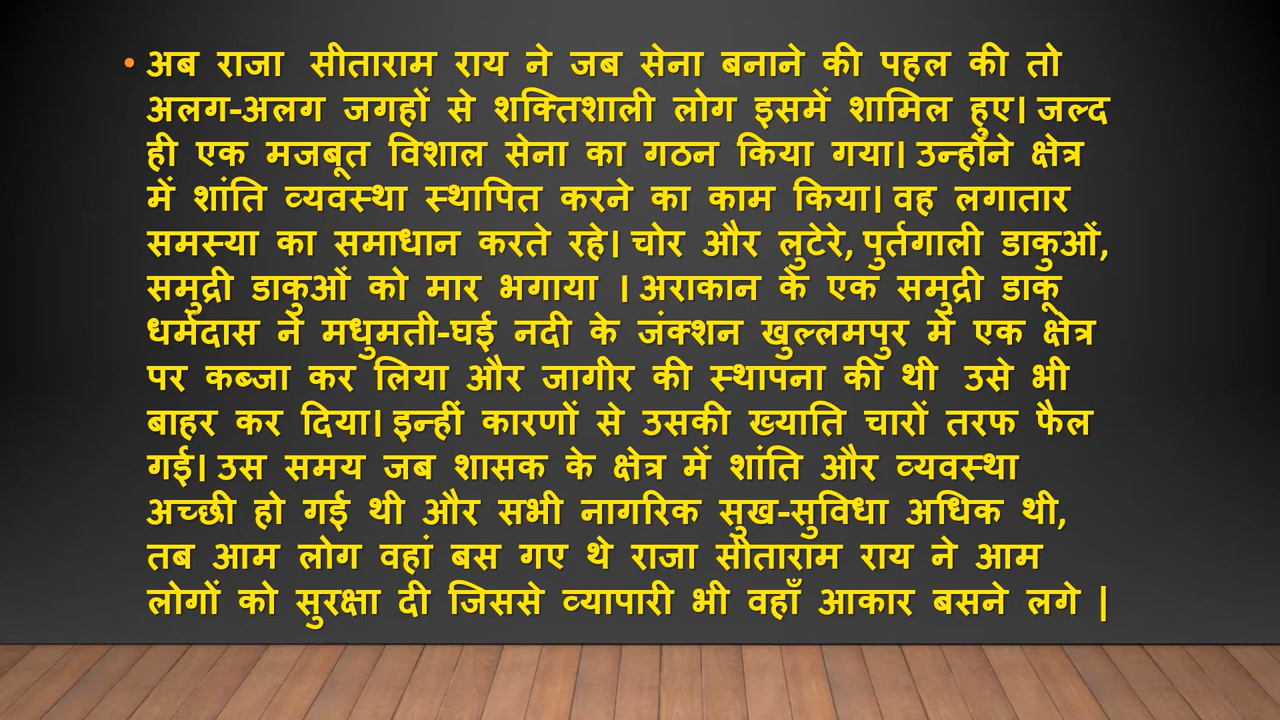 • अब राजा सीताराम राय ने जब सेना बनाने की पहल की तो
अलग-अलग जगहों से शक्तिशाली लोग इसमें शामिल हुए। जल्द
ही एक मजबूत विशाल सेना का गठन किया गया। उन्होंने क्षेत्र
में शांति व्यवस्था स्थापित करने का काम किया। वह लगातार
समस्या का समाधान करते रहे। चोर और लुटेरे, पुर्तगाली डाकुओं,
समुद्री डाकुओं को मार भगाया । अराकान के एक समुद्री डाकू
धर्मदास ने मधुमती-घई नदी के जंक्शन खुल्लमपुर में एक क्षेत्र
पर कब्जा कर लिया और जागीर की स्थापना की थी उसे भी
बाहर कर दिया। इन्हीं कारणों से उसकी ख्याति चारों तरफ फैल
गई। उस समय जब शासक के क्षेत्र में शांति और व्यवस्था
अच्छी हो गई थी और सभी नागरिक सुख-सुविधा अधिक थी,
तब आम लोग वहां बस गए थे राजा सीताराम राय ने आम
लोगों को सुरक्षा दी जिससे व्यापारी भी वहाँ आकार बसने लगे |